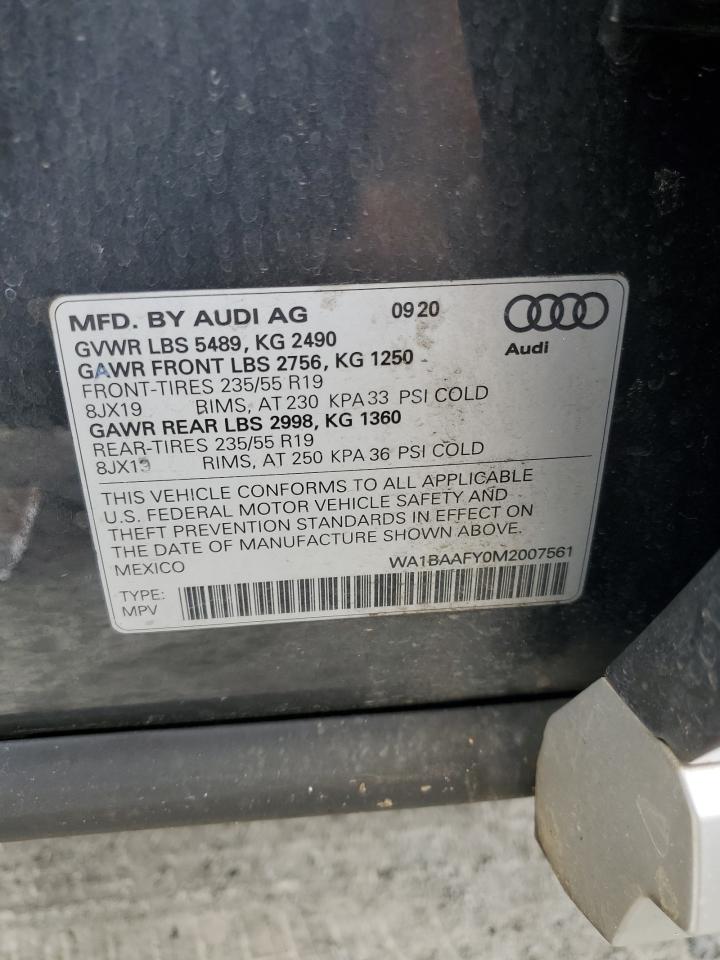 MFD. BY AUDI AG 09 20
GVWR LBS 5489, KG 2490
Audi
GAWR FRONT LBS 2756, KG 1250
FRONT-TIRES 235/55 R19
8JX19 RIMS, AT 230 KPA 33 PSI COLD
GAWR REAR LBS 2998, KG 1360
REAR-TIRES 235/55 R19
8JX19 RIMS, AT 250 KPA 36 PSI COLD
THIS VEHICLE CONFORMS TO ALL APPLICABLE
U.S. FEDERAL MOTOR VEHICLE SAFETY AND
THEFT PREVENTION STANDARDS IN EFFECT ON
THE DATE OF MANUFACTURE SHOWN ABOVE.
MEXICO WA1BAAFY0M2007561
TYPE:
MPV